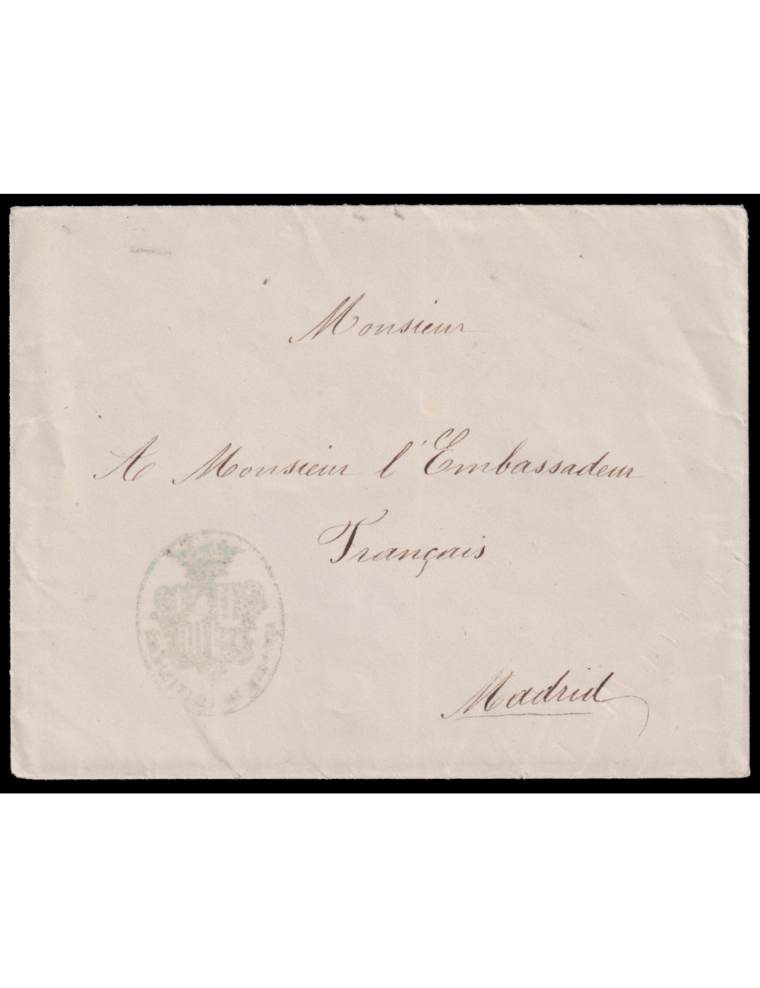 Monsieur
A Monsieur l'Embassadeur
Français
Madrid